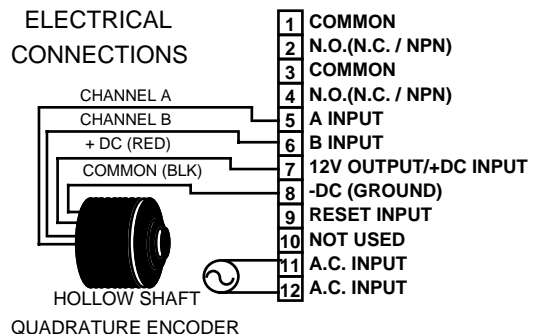 ELECTRICAL
CONNECTIONS
1 COMMON
2 N.O.(N.C. / NPN)
3 COMMON
4 N.O.(N.C. / NPN)
5 A INPUT
6 B INPUT
7 12V OUTPUT/+DC INPUT
8 -DC (GROUND)
9 RESET INPUT
10 NOT USED
11 A.C. INPUT
12 A.C. INPUT
CHANNEL A
CHANNEL B
+ DC (RED)
COMMON (BLK)
HOLLOW SHAFT
QUADRATURE ENCODER